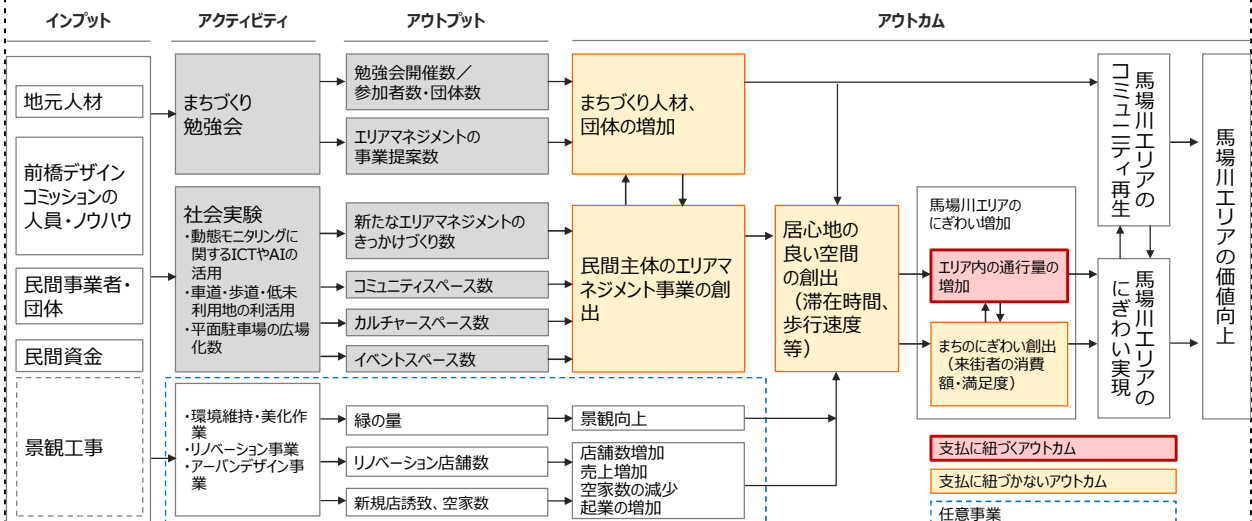 インプット
アクティビティ
アウトプット
アウトカム
地元人材
前橋デザイン
コミッションの
人員・ノウハウ
民間事業者・
団体
民間資金
景観工事
まちづくり
勉強会
社会実験
・動態モニタリングに
関するICTやAIの
活用
・車道・歩道・低未
利用地の利活用
・平面駐車場の広場
化数
・環境維持・美化作
業
・リノベーション事業
・アーバンデザイン事
業
勉強会開催数／
参加者数・団体数
エリアマネジメントの
事業提案数
新たなエリアマネジメントの
きっかけづくり数
コミュニティスペース数
カルチャースペース数
イベントスペース数
緑の量
リノベーション店舗数
新規店誘致、空家数
まちづくり人材、
団体の増加
民間主体のエリアマ
ネジメント事業の創
出
景観向上
店舗数増加
売上増加
空家数の減少
起業の増加
居心地の
良い空間
の創出
（滞在時間、
歩行速度
等）
馬場川エリアの
にぎわい増加
エリア内の通行量の
増加
まちのにぎわい創出
（来街者の消費
額・満足度）
馬場川エリアの
コミュニティ再生
馬場川エリアの
にぎわい実現
馬場川エリアの価値向上
支払に紐づくアウトカム
支払に紐づかないアウトカム
任意事業